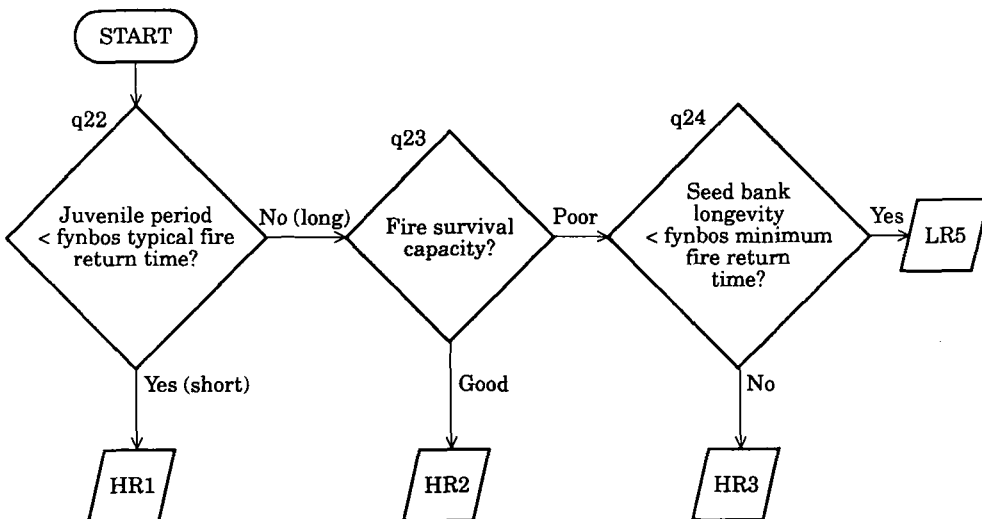 START
q22
Juvenile period
< fynbos typical fire
return time?
No (long)
Yes (short)
HR1
q23
Fire survival
capacity?
Poor
Good
HR2
q24
Seed bank
longevity
< fynbos minimum
fire return
time?
Yes
LR5
No
HR3